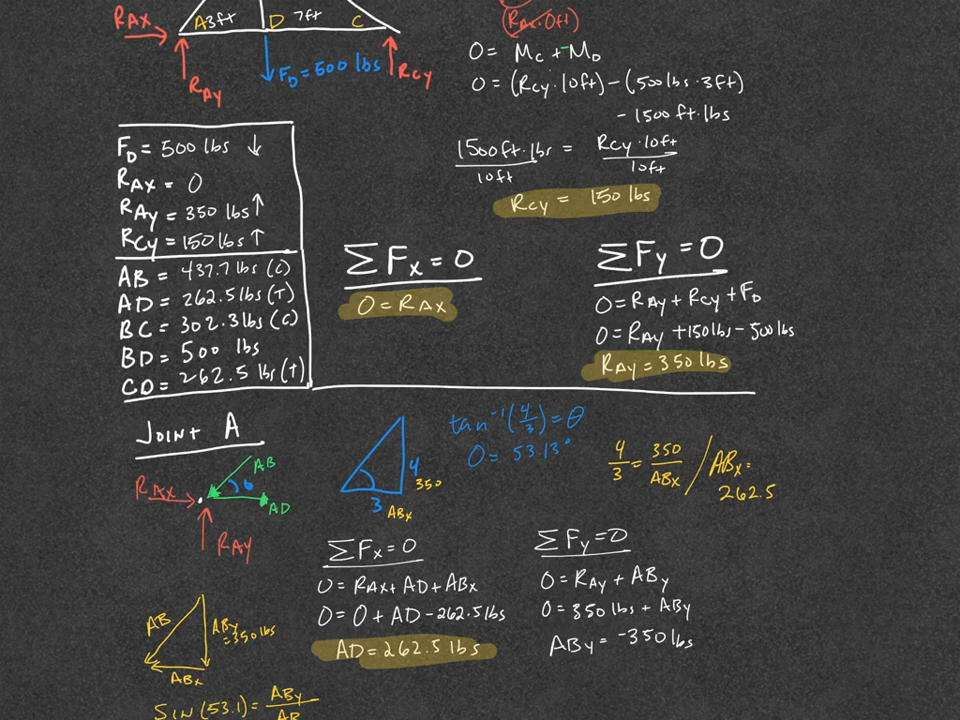 RAX
A 3ft D 7ft C
FD = 500 lbs
RAY
RCY
(RAX · 0ft)
0 = MC + MD
0 = (RCY · 10ft) - (500lbs · 3ft)
- 1500 ft·lbs
1500ft·lbs = RCY · 10ft
10ft 10ft
RCY = 150 lbs
FD = 500 lbs ↓
RAX = 0
RAY = 350 lbs ↑
RCY = 150 lbs ↑
AB = 437.7 lbs (C)
AD = 262.5 lbs (T)
BC = 302.3 lbs (C)
BD = 500 lbs
CD = 262.5 lbs (T)
ΣFx = 0
0 = RAX
ΣFy = 0
0 = RAY + RCY + FD
0 = RAY + 150 lbs - 500 lbs
RAY = 350 lbs
JOINT A
RAX
AB
θ
AD
RAY
4
350
3
ABx
tan⁻¹(4/3) = θ
θ = 53.13°
4/3 = 350/ABx / ABx =
262.5
ΣFx = 0
0 = RAX + AD + ABx
0 = 0 + AD - 262.5 lbs
AD = 262.5 lbs
ΣFy = 0
0 = RAY + ABy
0 = 350 lbs + ABy
ABy = -350 lbs
AB
ABy
= 350 lbs
ABx
SIN (53.1) = ABy
AB